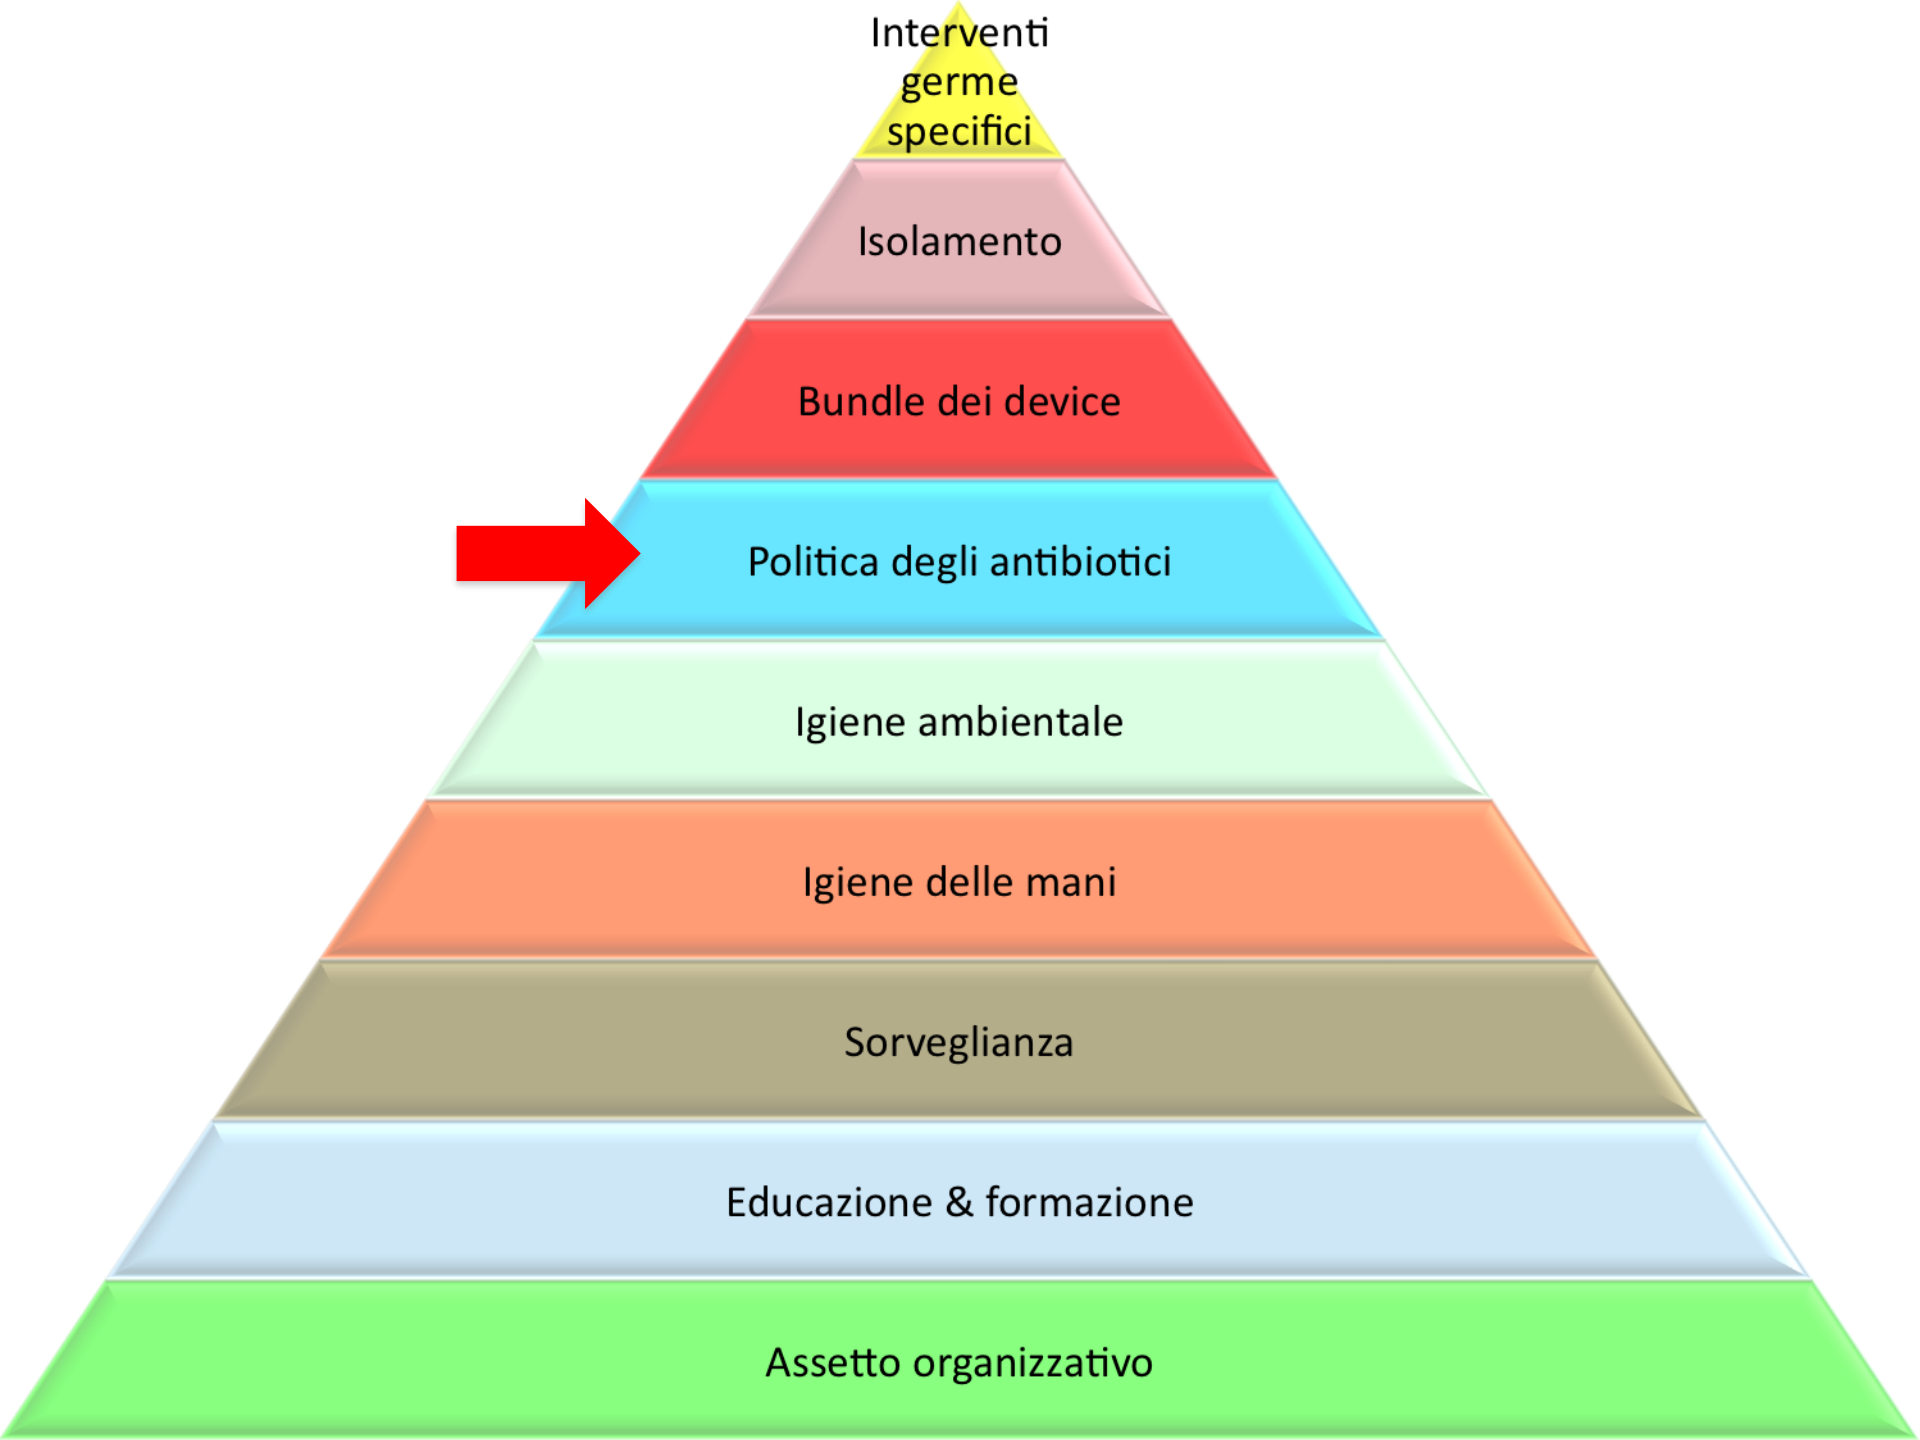 Interventi
germe
specifici
Isolamento
Bundle dei device
Politica degli antibiotici
Igiene ambientale
Igiene delle mani
Sorveglianza
Educazione & formazione
Assetto organizzativo